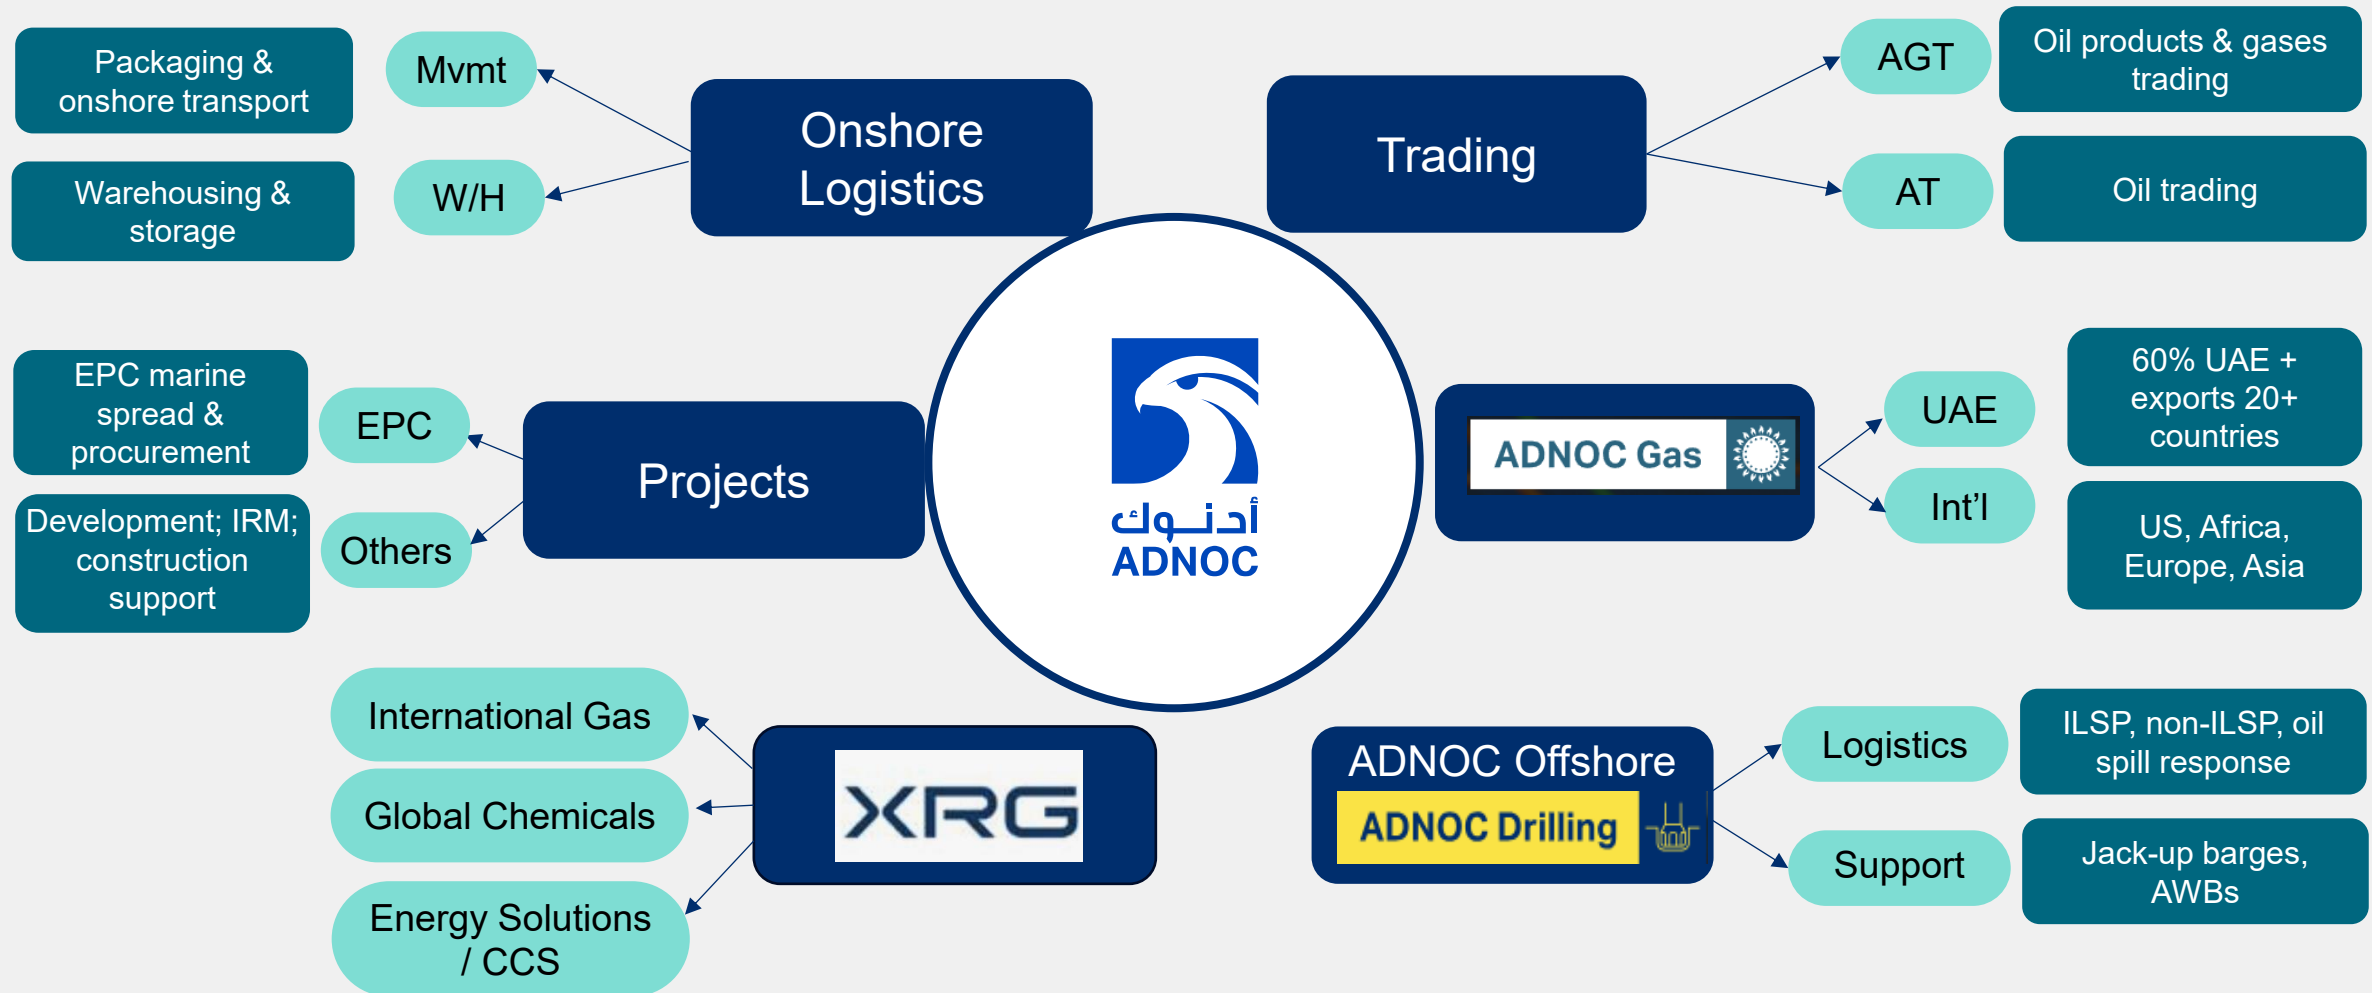 Packaging &
onshore transport
Mvmt
Warehousing &
storage
W/H
Onshore
Logistics
Trading
AGT
Oil products & gases
trading
AT
Oil trading
EPC marine
spread &
procurement
EPC
Development; IRM;
construction
support
Others
Projects
أدنوك
ADNOC
ADNOC Gas
UAE
60% UAE +
exports 20+
countries
Int’l
US, Africa,
Europe, Asia
International Gas
Global Chemicals
Energy Solutions
/ CCS
XRG
ADNOC Offshore
ADNOC Drilling
Logistics
ILSP, non-ILSP, oil
spill response
Support
Jack-up barges,
AWBs